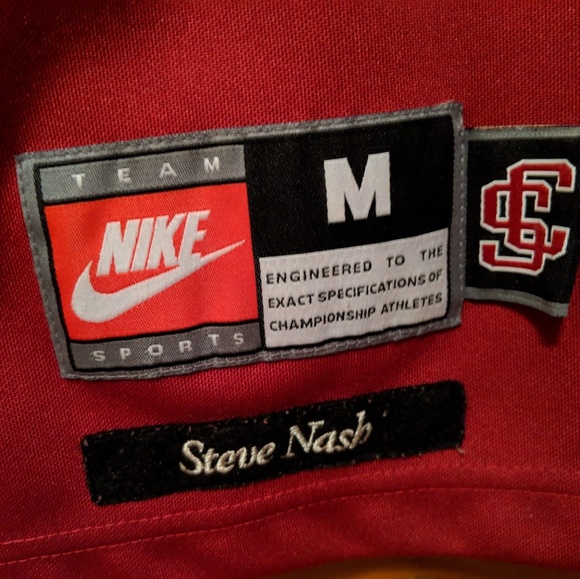 TEAM
NIKE
SPORTS
M
ENGINEERED TO THE
EXACT SPECIFICATIONS OF
CHAMPIONSHIP ATHLETES
SC
Steve Nash